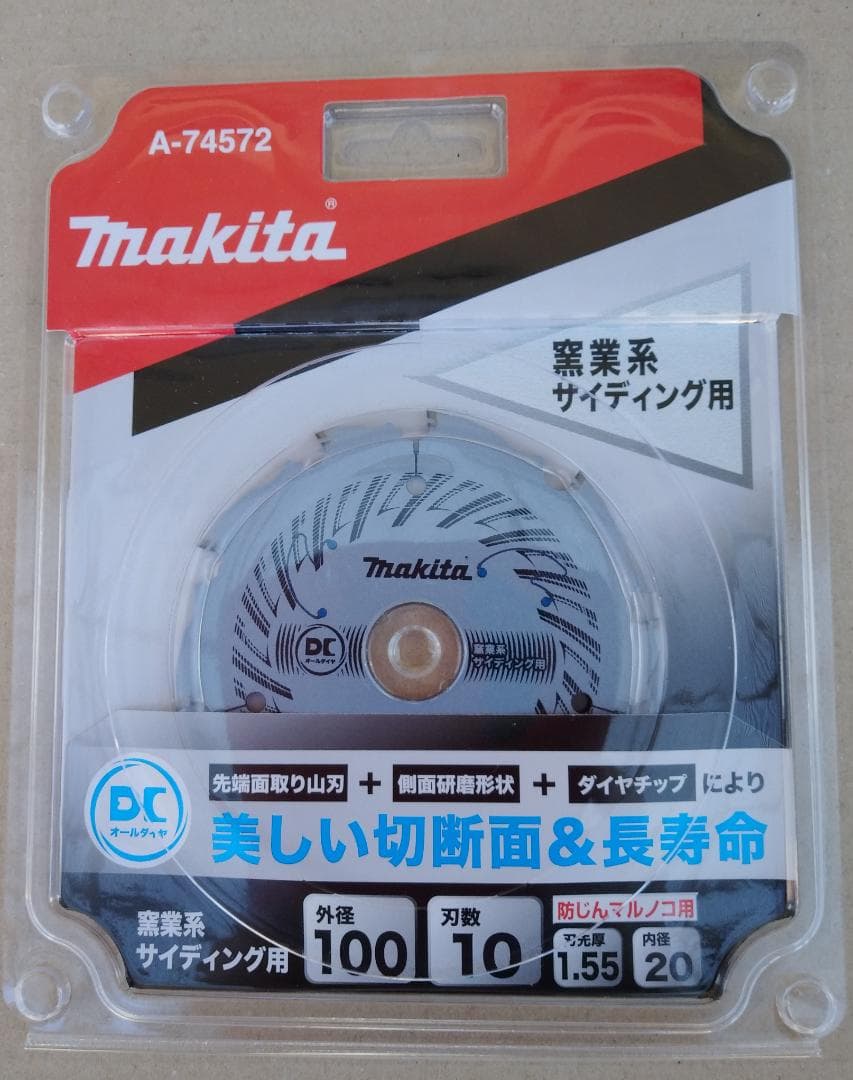 A-74572
makita®
窯業系
サイディング用
makita
DC
オールダイヤ
窯業系
サイディング用
DC
オールダイヤ
先端面取り山刃 + 側面研磨形状 + ダイヤチップ により
美しい切断面&長寿命
窯業系
サイディング用
外径
100
刃数
10
防じんマルノコ用
刃先厚
1.55
内径
20